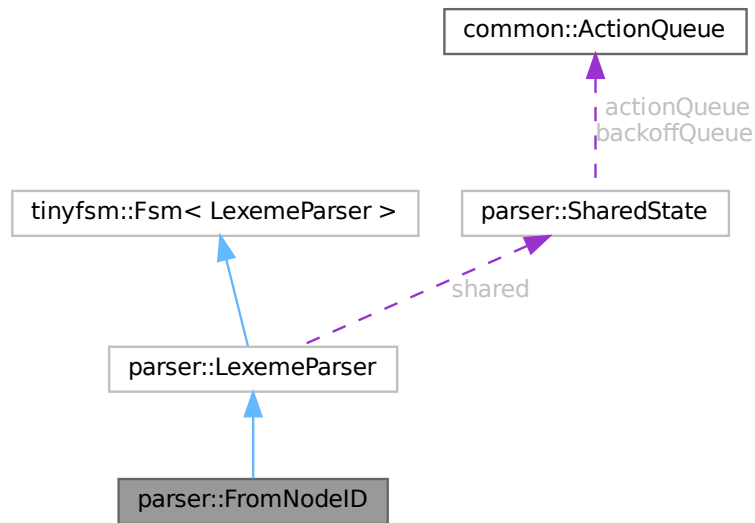 common::ActionQueue
actionQueue
backoffQueue
tinyfsm::Fsm< LexemeParser >
parser::SharedState
shared
parser::LexemeParser
parser::FromNodeID